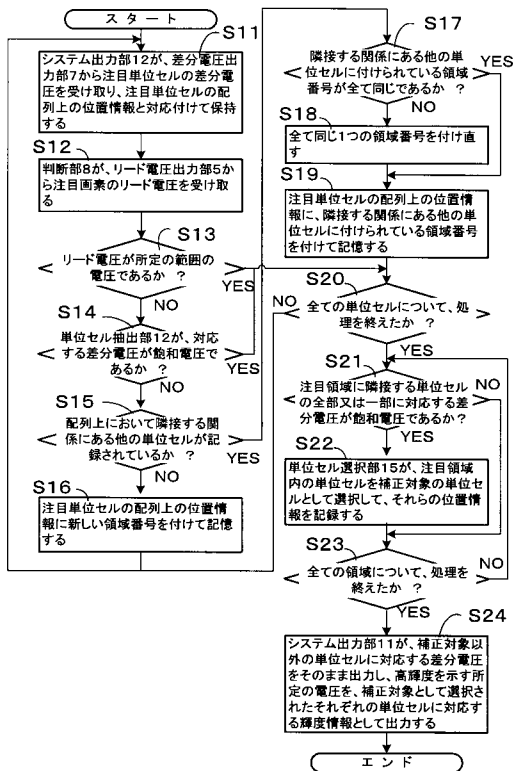 スタート
S11
システム出力部12が、差分電圧出
力部7から注目単位セルの差分電
圧を受け取り、注目単位セルの配
列上の位置情報と対応付けて保持
する
S12
判断部8が、リード電圧出力部5から
注目画素のリード電圧を受け取
る
S13
リード電圧が所定の範囲の
電圧であるか ?
YES
NO
S14
単位セル抽出部12が、対応
する差分電圧が飽和電圧で
あるか ?
YES
NO
S15
配列上において隣接する関
係にある他の単位セルが記
録されているか ?
YES
NO
S16
注目単位セルの配列上の位置情
報に新しい領域番号を付けて記憶
する
S17
隣接する関係にある他の単
位セルに付けられている領域
番号が全て同じであるか ?
YES
NO
S18
全て同じ1つの領域番号を付け直
す
S19
注目単位セルの配列上の位置情
報に、隣接する関係にある他の単
位セルに付けられている領域番号
を付けて記憶する
S20
NO
全ての単位セルについて、処
理を終えたか ?
YES
S21
注目領域に隣接する単位セル
の全部又は一部に対応する差
分電圧が飽和電圧であるか?
NO
YES
S22
単位セル選択部15が、注目領域
内の単位セルを補正対象の単位セ
ルとして選択して、それらの位置情
報を記録する
S23
全ての領域について、処理を
終えたか ?
NO
YES
S24
システム出力部11が、補正対象以
外の単位セルに対応する差分電圧
をそのまま出力し、高輝度を示す所
定の電圧を、補正対象として選択さ
れたそれぞれの単位セルに対応す
る輝度情報として出力する
エンド